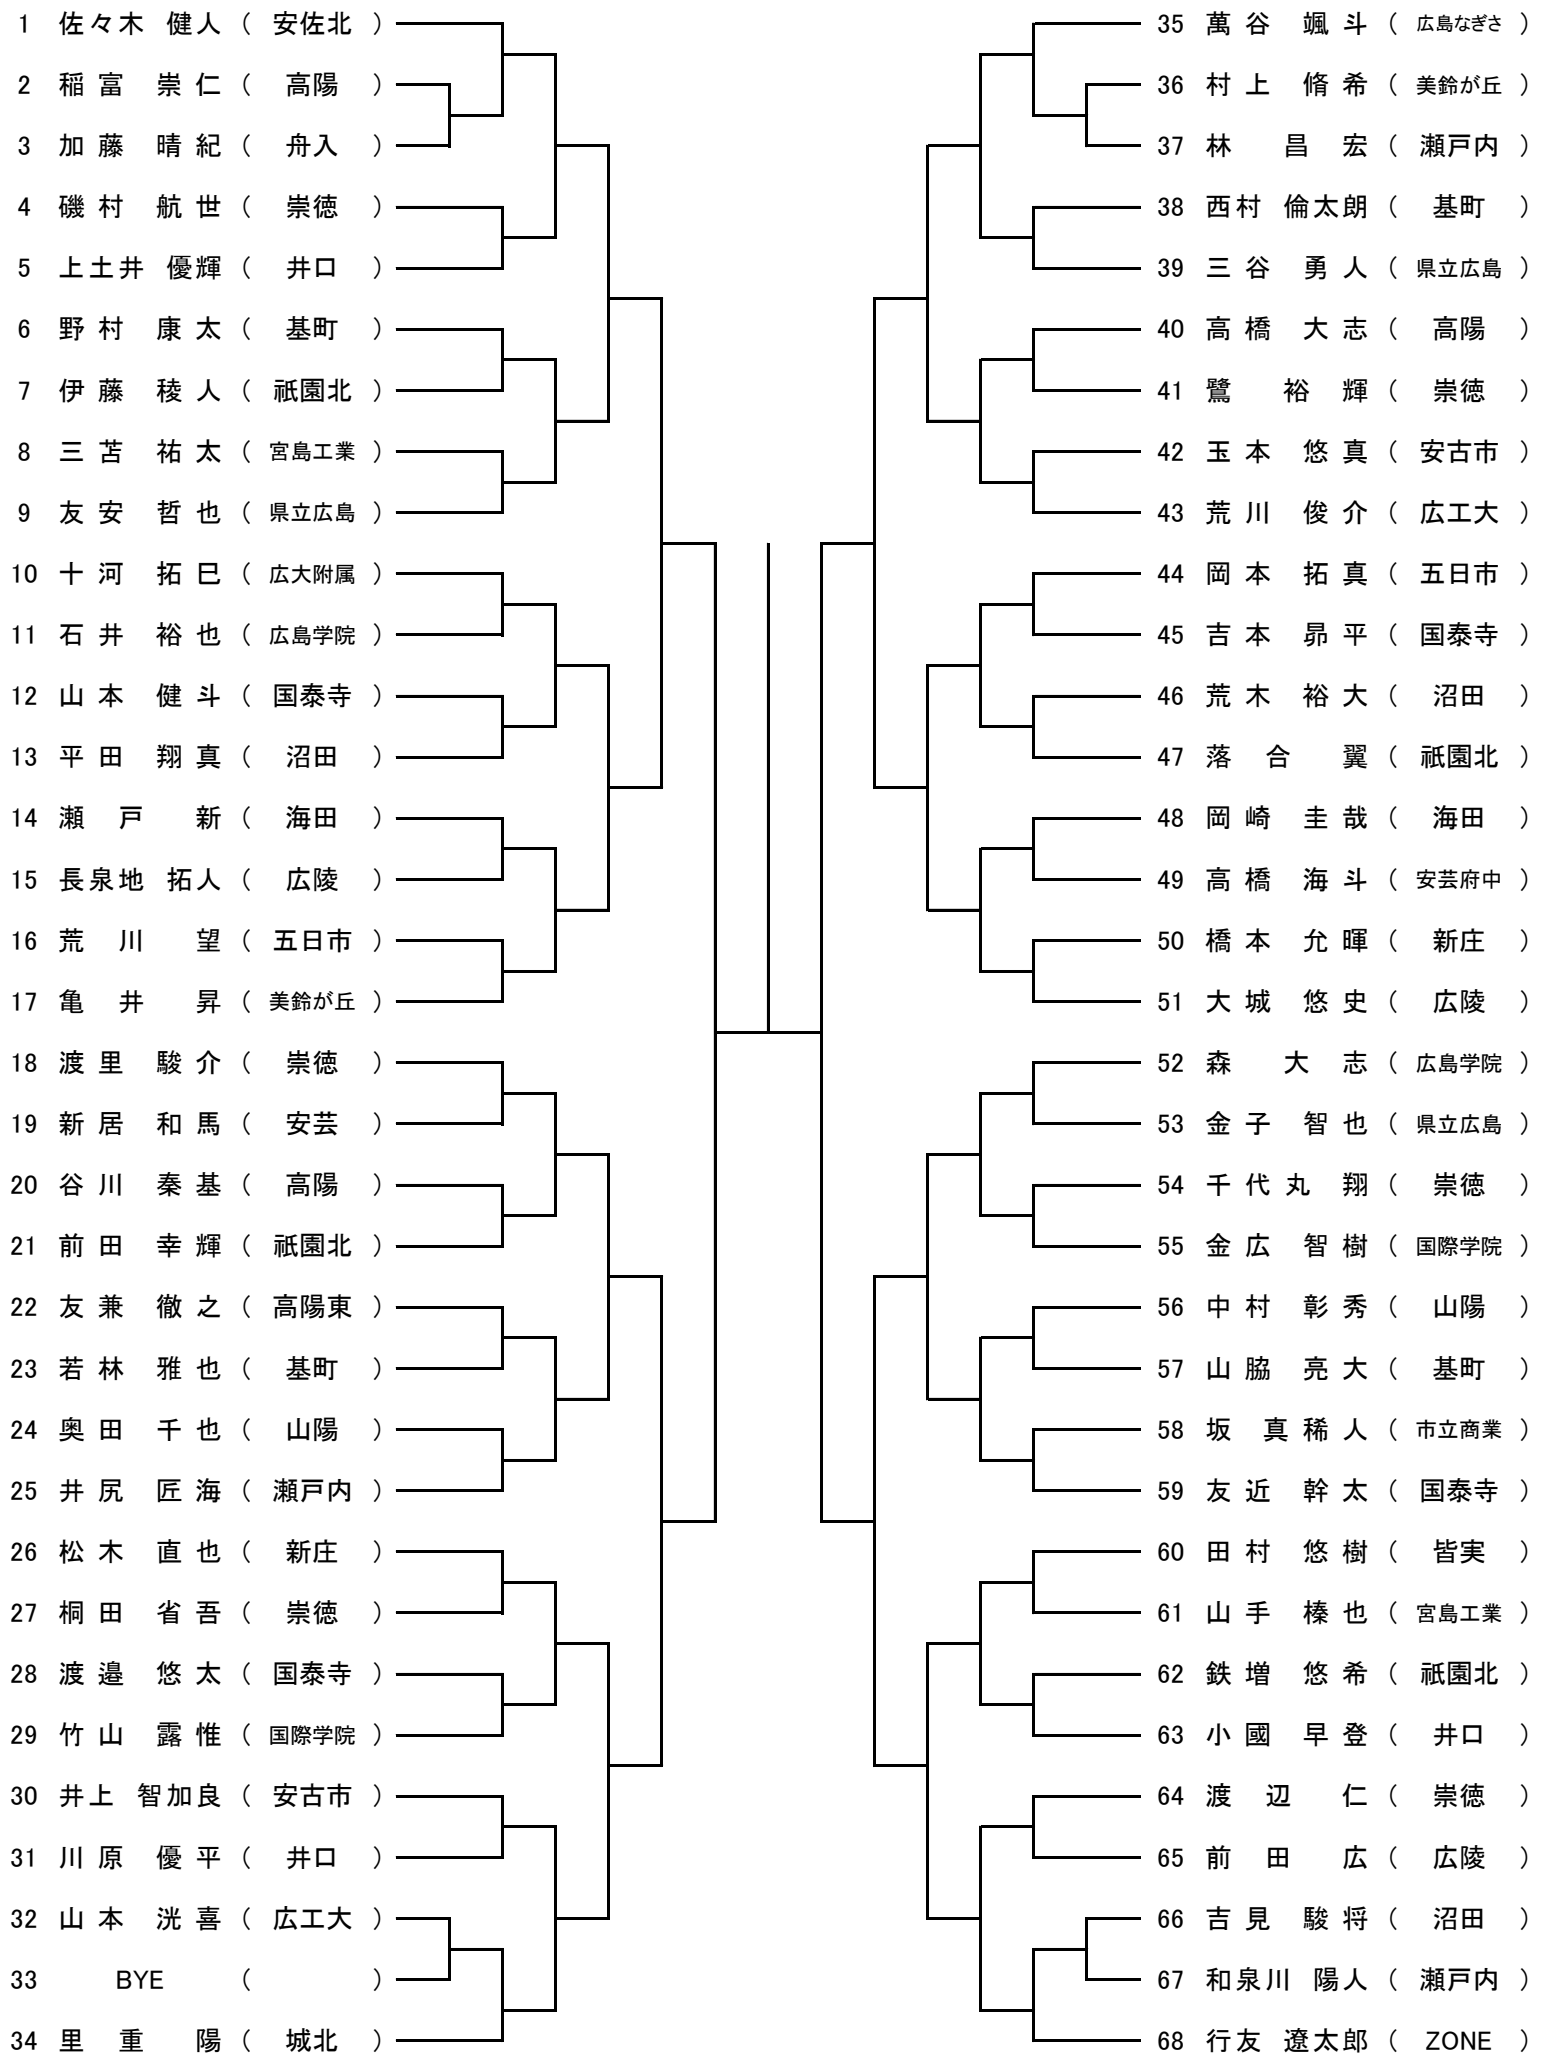 1 佐々木 健人 ( 安佐北 )
2 稲富 崇仁 ( 高陽 )
3 加藤 晴紀 ( 舟入 )
4 磯村 航世 ( 崇徳 )
5 上土井 優輝 ( 井口 )
6 野村 康太 ( 基町 )
7 伊藤 稜人 ( 祇園北 )
8 三苫 祐太 ( 宮島工業 )
9 友安 哲也 ( 県立広島 )
10 十河 拓巳 ( 広大附属 )
11 石井 裕也 ( 広島学院 )
12 山本 健斗 ( 国泰寺 )
13 平田 翔真 ( 沼田 )
14 瀬戸 新 ( 海田 )
15 長泉地 拓人 ( 広陵 )
16 荒川 望 ( 五日市 )
17 亀井 昇 ( 美鈴が丘 )
18 渡里 駿介 ( 崇徳 )
19 新居 和馬 ( 安芸 )
20 谷川 秦基 ( 高陽 )
21 前田 幸輝 ( 祇園北 )
22 友兼 徹之 ( 高陽東 )
23 若林 雅也 ( 基町 )
24 奥田 千也 ( 山陽 )
25 井尻 匠海 ( 瀬戸内 )
26 松木 直也 ( 新庄 )
27 桐田 省吾 ( 崇徳 )
28 渡邉 悠太 ( 国泰寺 )
29 竹山 露惟 ( 国際学院 )
30 井上 智加良 ( 安古市 )
31 川原 優平 ( 井口 )
32 山本 洸喜 ( 広工大 )
33 BYE ( )
34 里重 陽 ( 城北 )
35 萬谷 颯斗 ( 広島なぎさ )
36 村上 脩希 ( 美鈴が丘 )
37 林 昌宏 ( 瀬戸内 )
38 西村 倫太朗 ( 基町 )
39 三谷 勇人 ( 県立広島 )
40 高橋 大志 ( 高陽 )
41 鷺 裕輝 ( 崇徳 )
42 玉本 悠真 ( 安古市 )
43 荒川 俊介 ( 広工大 )
44 岡本 拓真 ( 五日市 )
45 吉本 昴平 ( 国泰寺 )
46 荒木 裕大 ( 沼田 )
47 落合 翼 ( 祇園北 )
48 岡崎 圭哉 ( 海田 )
49 高橋 海斗 ( 安芸府中 )
50 橋本 允暉 ( 新庄 )
51 大城 悠史 ( 広陵 )
52 森 大志 ( 広島学院 )
53 金子 智也 ( 県立広島 )
54 千代丸 翔 ( 崇徳 )
55 金広 智樹 ( 国際学院 )
56 中村 彰秀 ( 山陽 )
57 山脇 亮大 ( 基町 )
58 坂 真稀人 ( 市立商業 )
59 友近 幹太 ( 国泰寺 )
60 田村 悠樹 ( 皆実 )
61 山手 榛也 ( 宮島工業 )
62 鉄増 悠希 ( 祇園北 )
63 小國 早登 ( 井口 )
64 渡辺 仁 ( 崇徳 )
65 前田 広 ( 広陵 )
66 吉見 駿将 ( 沼田 )
67 和泉川 陽人 ( 瀬戸内 )
68 行友 遼太郎 ( ZONE )